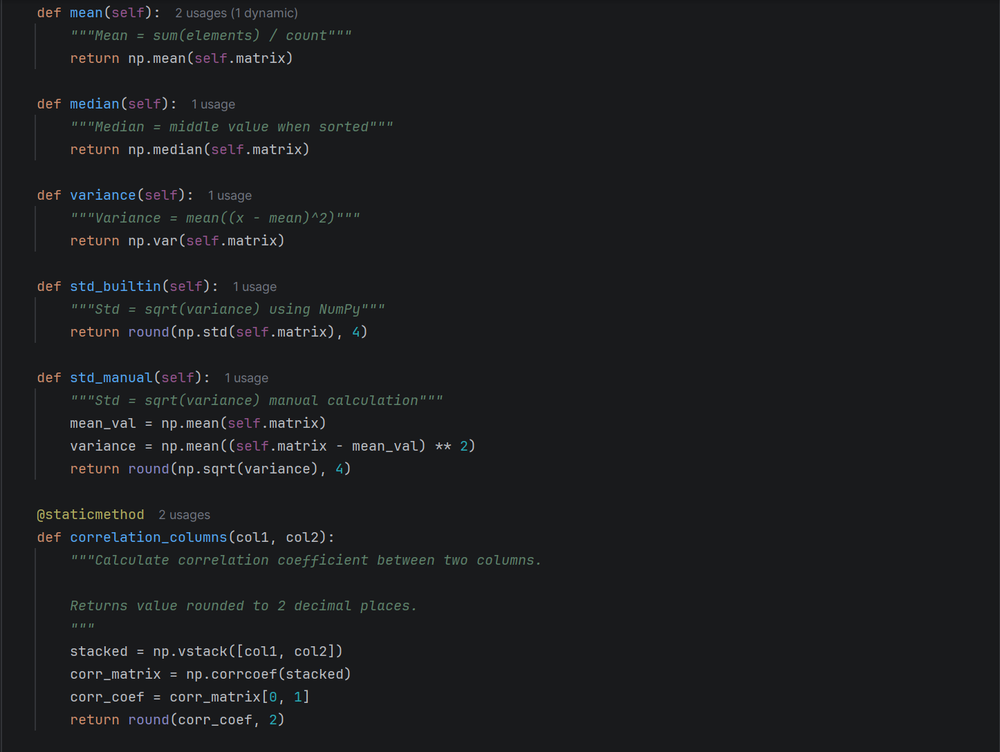 def mean(self):  2 usages (1 dynamic)
    """Mean = sum(elements) / count"""
    return np.mean(self.matrix)

def median(self):  1 usage
    """Median = middle value when sorted"""
    return np.median(self.matrix)

def variance(self):  1 usage
    """Variance = mean((x - mean)^2)"""
    return np.var(self.matrix)

def std_builtin(self):  1 usage
    """Std = sqrt(variance) using NumPy"""
    return round(np.std(self.matrix), 4)

def std_manual(self):  1 usage
    """Std = sqrt(variance) manual calculation"""
    mean_val = np.mean(self.matrix)
    variance = np.mean((self.matrix - mean_val) ** 2)
    return round(np.sqrt(variance), 4)

@staticmethod  2 usages
def correlation_columns(col1, col2):
    """Calculate correlation coefficient between two columns.

    Returns value rounded to 2 decimal places.
    """
    stacked = np.vstack([col1, col2])
    corr_matrix = np.corrcoef(stacked)
    corr_coef = corr_matrix[0, 1]
    return round(corr_coef, 2)